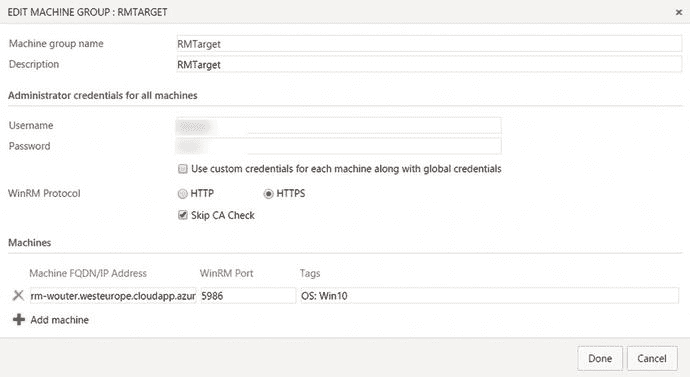 EDIT MACHINE GROUP : RMTARGET
Machine group name RMTarget
Description RMTarget
Administrator credentials for all machines
Username
Password
Use custom credentials for each machine along with global credentials
WinRM Protocol HTTP HTTPS
Skip CA Check
Machines
Machine FQDN/IP Address WinRM Port Tags
rm-wouter.westeurope.cloudapp.azur 5986 OS: Win10
Add machine
Done Cancel